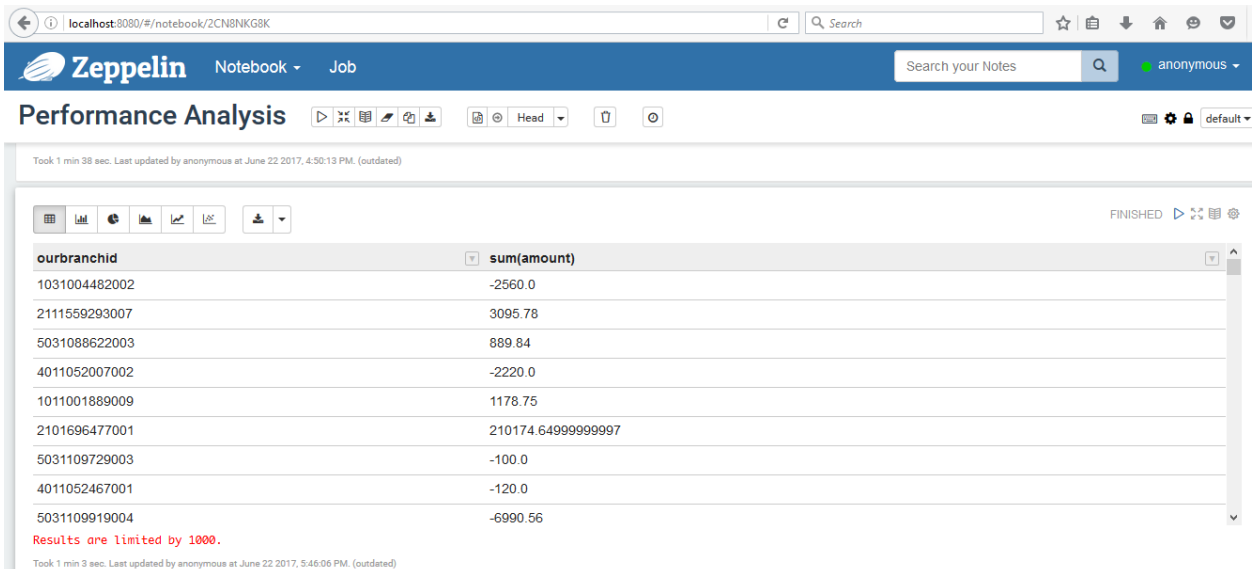 localhost:8080/#/notebook/2CN8NKG8K Search
Zeppelin Notebook Job Search your Notes anonymous
Performance Analysis Head default
Took 1 min 38 sec. Last updated by anonymous at June 22 2017, 4:50:13 PM. (outdated)
FINISHED
ourbranchid sum(amount)
1031004482002 -2560.0
2111559293007 3095.78
5031088622003 889.84
4011052007002 -2220.0
1011001889009 1178.75
2101696477001 210174.64999999997
5031109729003 -100.0
4011052467001 -120.0
5031109919004 -6990.56
Results are limited by 1000.
Took 1 min 3 sec. Last updated by anonymous at June 22 2017, 5:46:06 PM. (outdated)